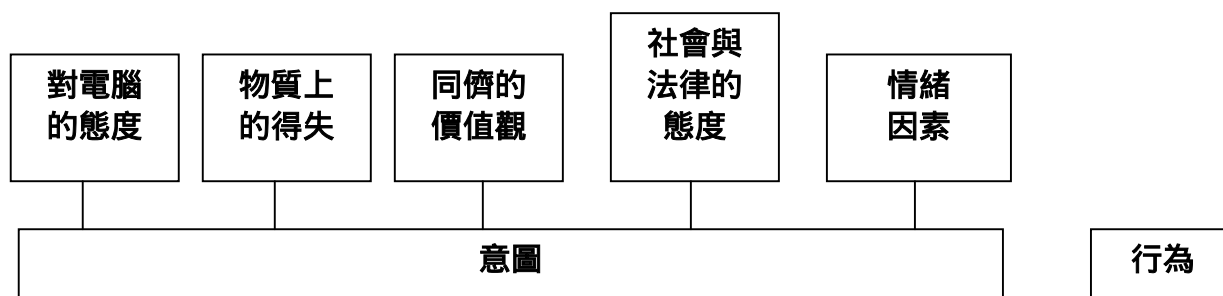 對電腦
的態度
物質上
的得失
同儕的
價值觀
社會與
法律的
態度
情緒
因素
意圖
行為